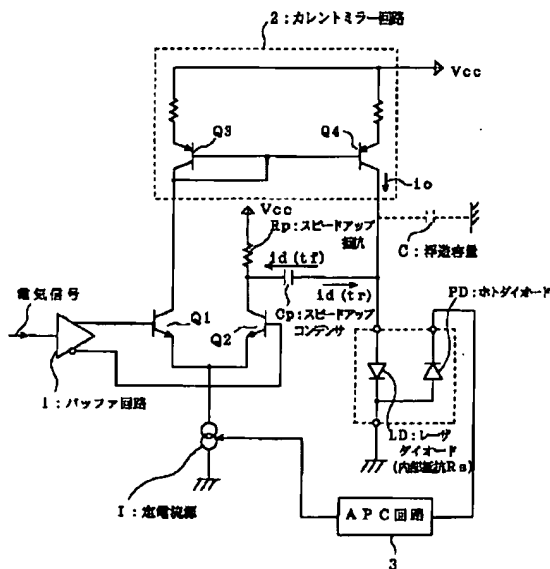 2：カレントミラー回路
Vcc
Q3
Q4
io
Vcc
Rp：スピードアップ
抵抗
id(tf)
C：浮遊容量
id(tr)
PD：ホトダイオード
電気信号
Q1
Q2
Cp：スピードアップ
コンデンサ
1：バッファ回路
LD：レーザ
ダイオード
(内部抵抗Rs)
I：定電流源
APC回路
3